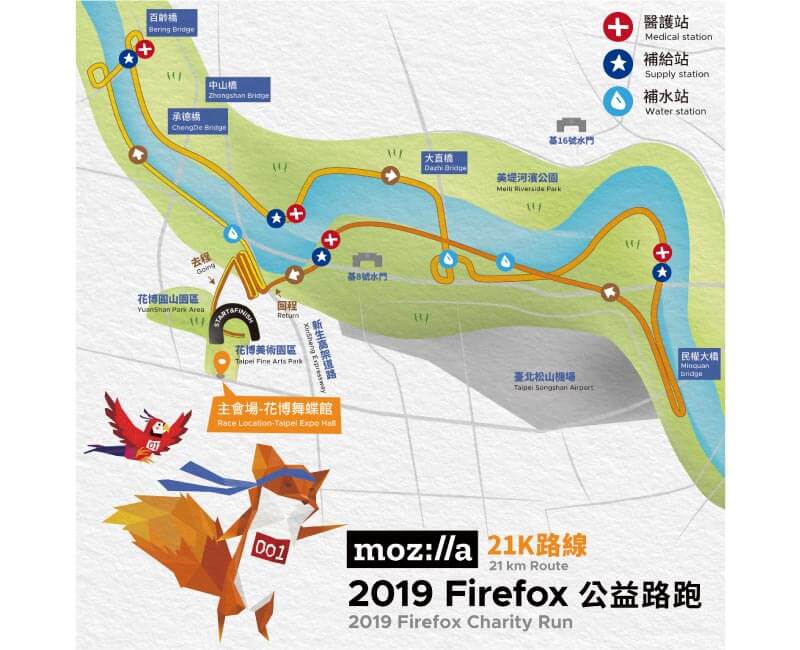 百齡橋
Bering Bridge
中山橋
Zhongshan Bridge
承德橋
ChengDe Bridge
大直橋
Dazhi Bridge
美堤河濱公園
Meili Riverside Park
基16號水門
醫護站
Medical station
補給站
Supply station
補水站
Water station
去程
Going
花博圓山園區
YuanShan Park Area
START&FINISH
回程
Return
基8號水門
新生高架道路
XinSheng Expressway
花博美術園區
Taipei Fine Arts Park
主會場-花博舞蝶館
Race Location-Taipei Expo Hall
臺北松山機場
Taipei Songshan Airport
民權大橋
Minquan
bridge
01
001
moz://a
21K路線
21 km Route
2019 Firefox 公益路跑
2019 Firefox Charity Run